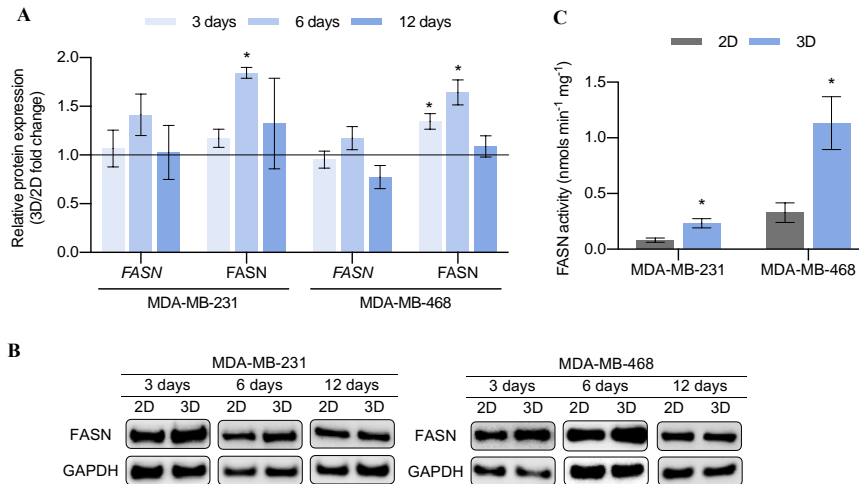 A
3 days 6 days 12 days
Relative protein expression
(3D/2D fold change)
2.0
1.5
1.0
0.5
0.0
*
*
*
FASN FASN FASN FASN
MDA-MB-231 MDA-MB-468
C
2D 3D
FASN activity (nmols min⁻¹ mg⁻¹)
1.5
1.0
0.5
0.0
*
*
MDA-MB-231 MDA-MB-468
B
MDA-MB-231 MDA-MB-468
3 days 6 days 12 days 3 days 6 days 12 days
2D 3D 2D 3D 2D 3D 2D 3D 2D 3D 2D 3D
FASN FASN
GAPDH GAPDH